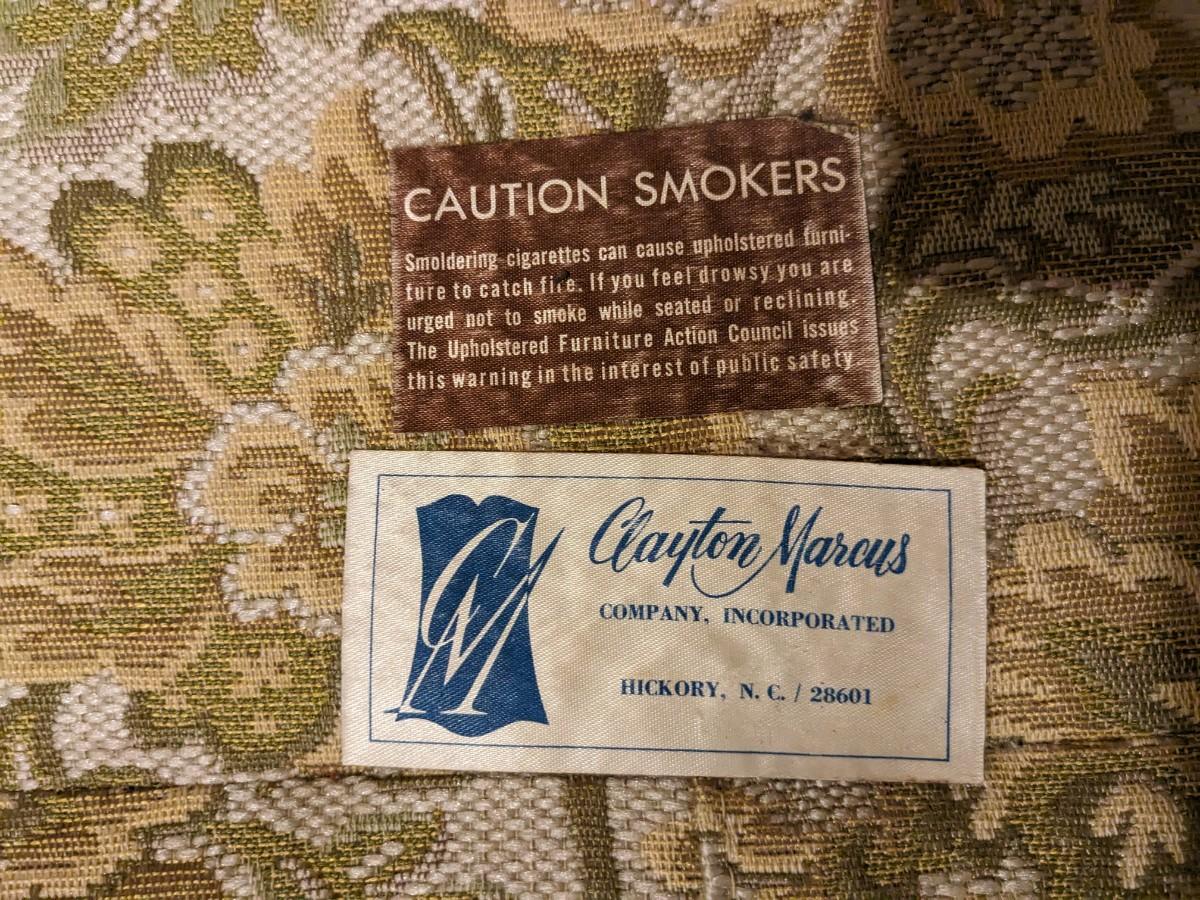 CAUTION SMOKERS
Smoldering cigarettes can cause upholstered furni-
ture to catch fire. If you feel drowsy you are
urged not to smoke while seated or reclining.
The Upholstered Furniture Action Council issues
this warning in the interest of public safety
CM
Clayton Marcus
COMPANY, INCORPORATED
HICKORY, N. C. / 28601